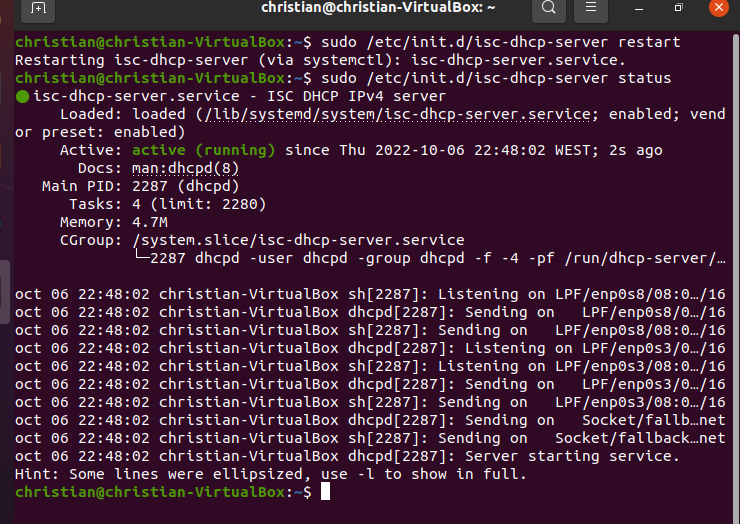 christian@christian-VirtualBox: ~
christian@christian-VirtualBox:~$ sudo /etc/init.d/isc-dhcp-server restart
Restarting isc-dhcp-server (via systemctl): isc-dhcp-server.service.
christian@christian-VirtualBox:~$ sudo /etc/init.d/isc-dhcp-server status
● isc-dhcp-server.service - ISC DHCP IPv4 server
     Loaded: loaded (/lib/systemd/system/isc-dhcp-server.service; enabled; vend
or preset: enabled)
     Active: active (running) since Thu 2022-10-06 22:48:02 WEST; 2s ago
       Docs: man:dhcpd(8)
   Main PID: 2287 (dhcpd)
      Tasks: 4 (limit: 2280)
     Memory: 4.7M
     CGroup: /system.slice/isc-dhcp-server.service
             └─2287 dhcpd -user dhcpd -group dhcpd -f -4 -pf /run/dhcp-server/…
oct 06 22:48:02 christian-VirtualBox sh[2287]: Listening on LPF/enp0s8/08:0…/16
oct 06 22:48:02 christian-VirtualBox dhcpd[2287]: Sending on   LPF/enp0s8/0…/16
oct 06 22:48:02 christian-VirtualBox sh[2287]: Sending on   LPF/enp0s8/08:0…/16
oct 06 22:48:02 christian-VirtualBox dhcpd[2287]: Listening on LPF/enp0s3/0…/16
oct 06 22:48:02 christian-VirtualBox sh[2287]: Listening on LPF/enp0s3/08:0…/16
oct 06 22:48:02 christian-VirtualBox dhcpd[2287]: Sending on   LPF/enp0s3/0…/16
oct 06 22:48:02 christian-VirtualBox sh[2287]: Sending on   LPF/enp0s3/08:0…/16
oct 06 22:48:02 christian-VirtualBox dhcpd[2287]: Sending on   Socket/fallb…net
oct 06 22:48:02 christian-VirtualBox sh[2287]: Sending on   Socket/fallback…net
oct 06 22:48:02 christian-VirtualBox dhcpd[2287]: Server starting service.
Hint: Some lines were ellipsized, use -l to show in full.
christian@christian-VirtualBox:~$